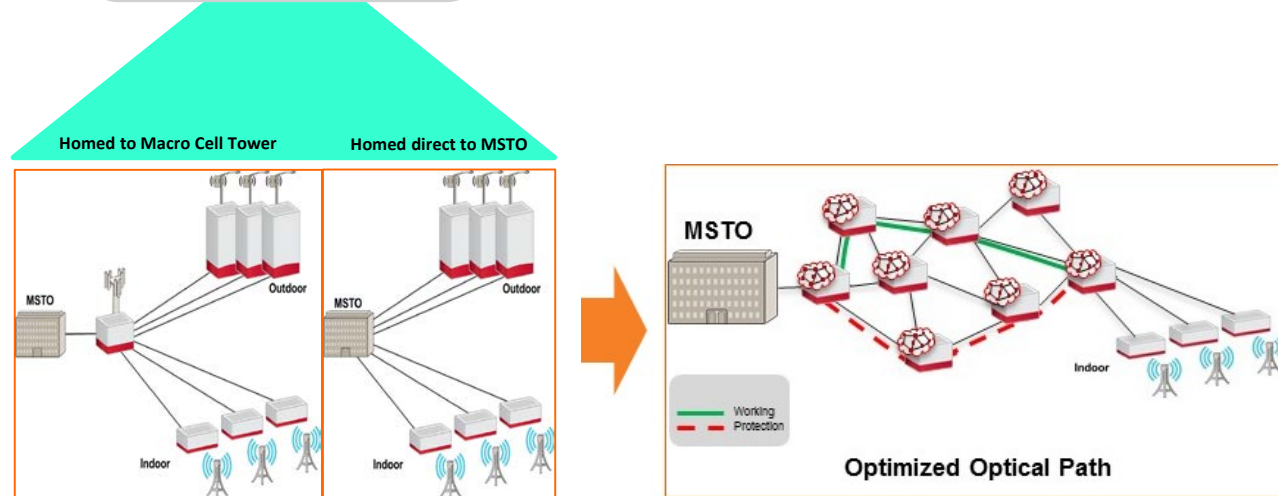 Homed to Macro Cell Tower
Homed direct to MSTO
MSTO
Outdoor
Indoor
MSTO
Outdoor
Indoor
MSTO
Indoor
Working
Protection
Optimized Optical Path